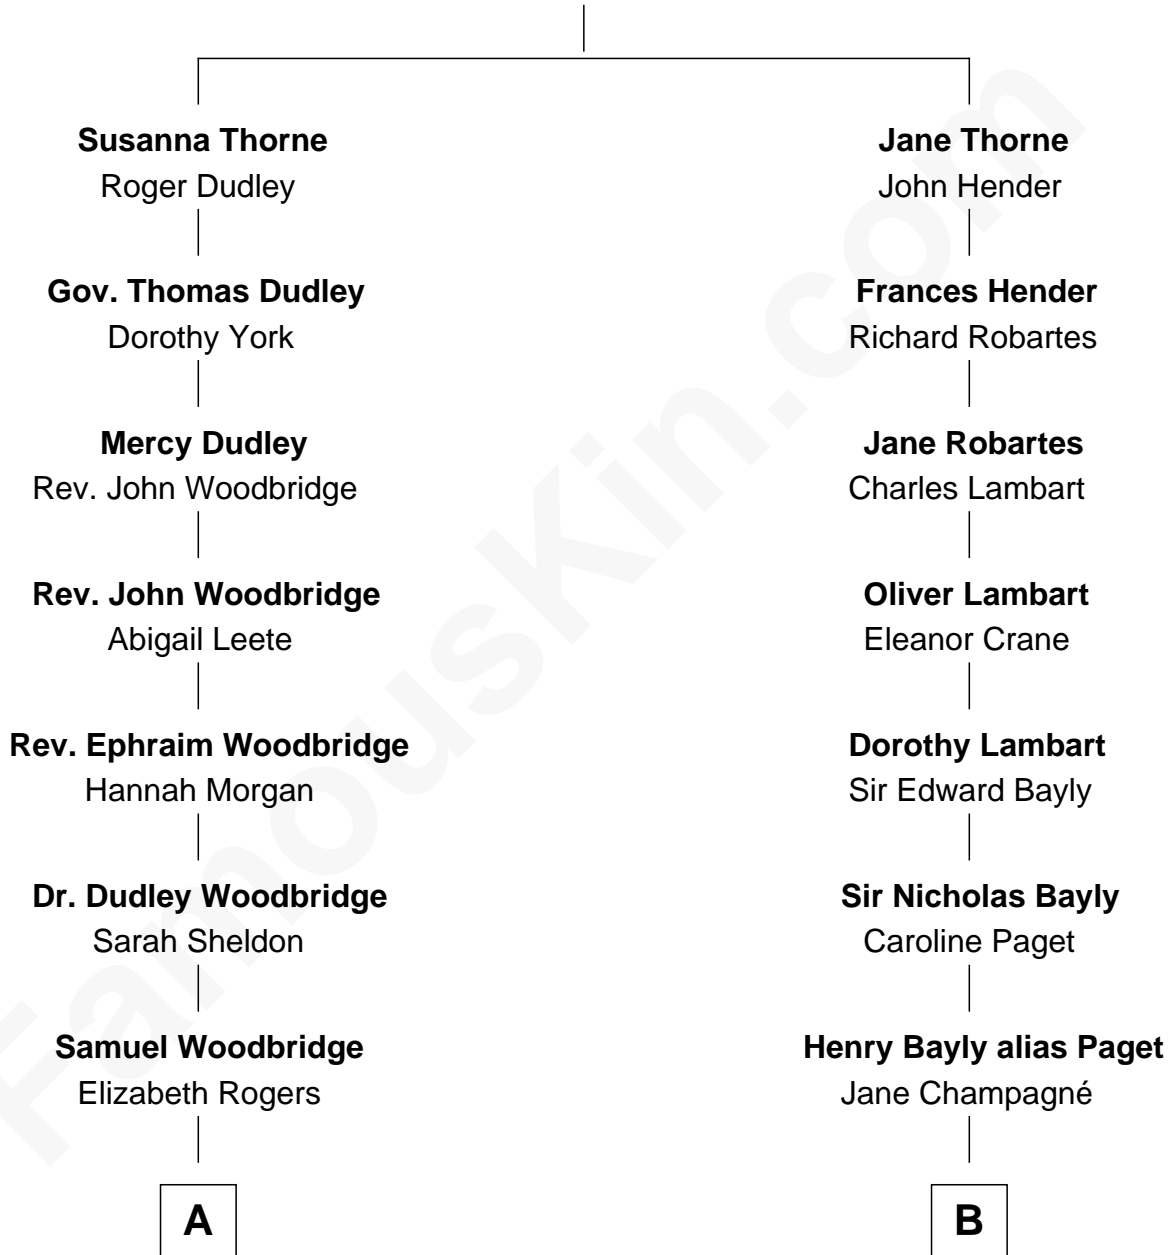 Susanna Thorne
Roger Dudley
Gov. Thomas Dudley
Dorothy York
Mercy Dudley
Rev. John Woodbridge
Rev. John Woodbridge
Abigail Leete
Rev. Ephraim Woodbridge
Hannah Morgan
Dr. Dudley Woodbridge
Sarah Sheldon
Samuel Woodbridge
Elizabeth Rogers
A
Jane Thorne
John Hender
Frances Hender
Richard Robartes
Jane Robartes
Charles Lambart
Oliver Lambart
Eleanor Crane
Dorothy Lambart
Sir Edward Bayly
Sir Nicholas Bayly
Caroline Paget
Henry Bayly alias Paget
Jane Champagné
B
FamousKin.com